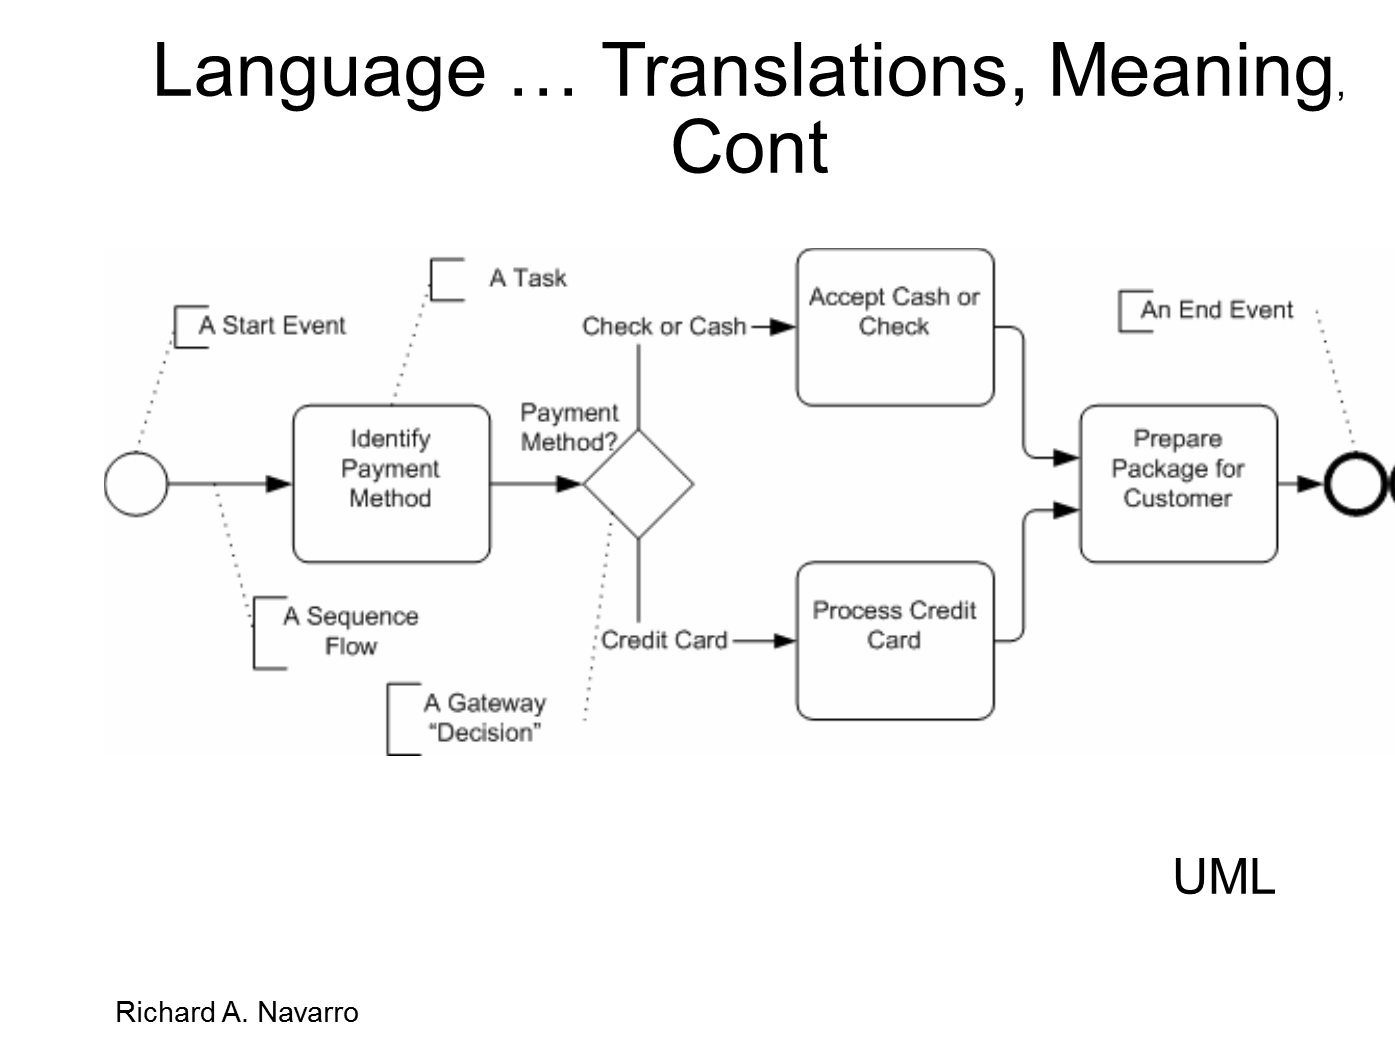 Language … Translations, Meaning,
Cont
A Start Event
A Task
Check or Cash
Accept Cash or
Check
An End Event
Payment
Method?
Identify
Payment
Method
Prepare
Package for
Customer
A Sequence
Flow
Credit Card
Process Credit
Card
A Gateway
“Decision”
UML
Richard A. Navarro